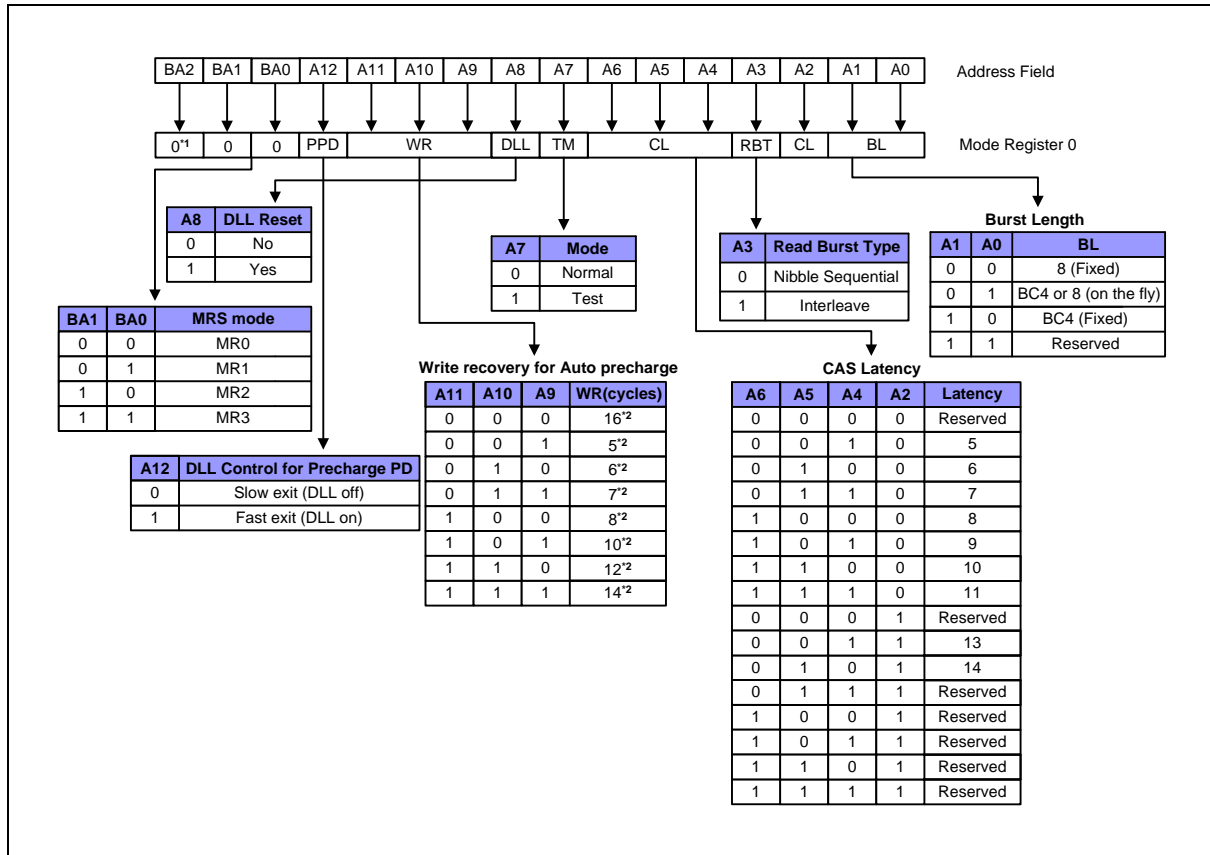 BA2 BA1 BA0 A12 A11 A10 A9 A8 A7 A6 A5 A4 A3 A2 A1 A0 Address Field
0*1 0 0 PPD WR DLL TM CL RBT CL BL Mode Register 0
A8 DLL Reset
0 No
1 Yes
A7 Mode
0 Normal
1 Test
A3 Read Burst Type
0 Nibble Sequential
1 Interleave
Burst Length
A1 A0 BL
0 0 8 (Fixed)
0 1 BC4 or 8 (on the fly)
1 0 BC4 (Fixed)
1 1 Reserved
BA1 BA0 MRS mode
0 0 MR0
0 1 MR1
1 0 MR2
1 1 MR3
A12 DLL Control for Precharge PD
0 Slow exit (DLL off)
1 Fast exit (DLL on)
Write recovery for Auto precharge
A11 A10 A9 WR(cycles)
0 0 0 16*2
0 0 1 5*2
0 1 0 6*2
0 1 1 7*2
1 0 0 8*2
1 0 1 10*2
1 1 0 12*2
1 1 1 14*2
CAS Latency
A6 A5 A4 A2 Latency
0 0 0 0 Reserved
0 0 1 0 5
0 1 0 0 6
0 1 1 0 7
1 0 0 0 8
1 0 1 0 9
1 1 0 0 10
1 1 1 0 11
0 0 0 1 Reserved
0 0 1 1 13
0 1 0 1 14
0 1 1 1 Reserved
1 0 0 1 Reserved
1 0 1 1 Reserved
1 1 0 1 Reserved
1 1 1 1 Reserved